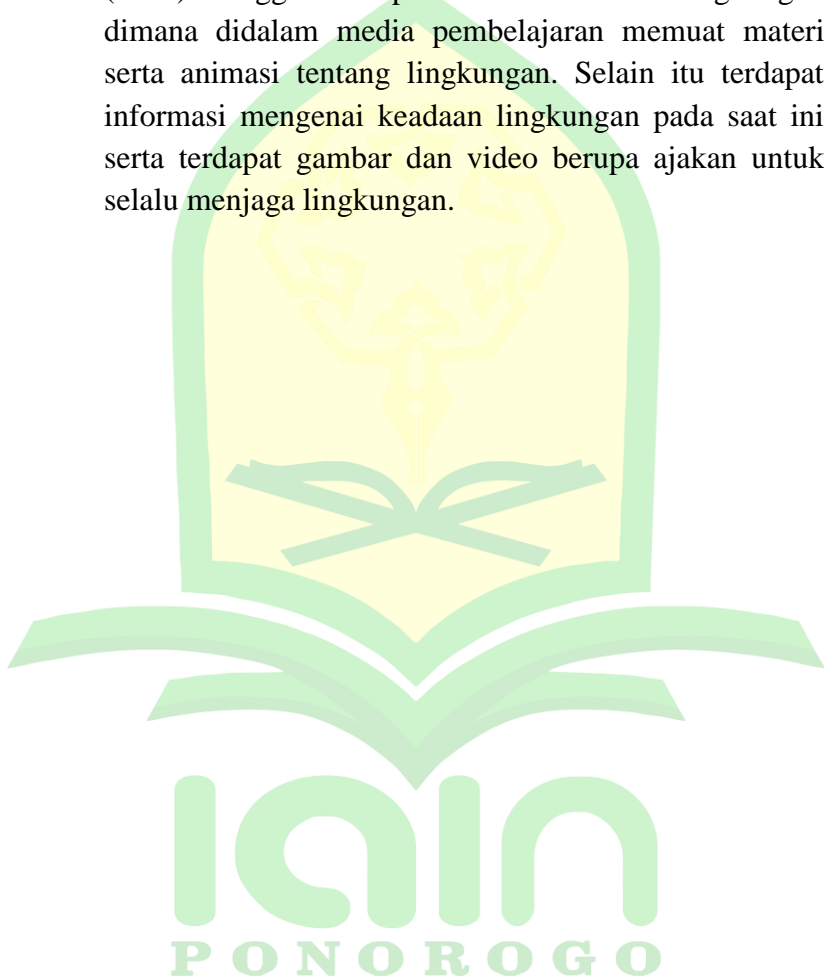 dimana didalam media pembelajaran memuat materi
serta animasi tentang lingkungan. Selain itu terdapat
informasi mengenai keadaan lingkungan pada saat ini
serta terdapat gambar dan video berupa ajakan untuk
selalu menjaga lingkungan.
iain
PONOROGO